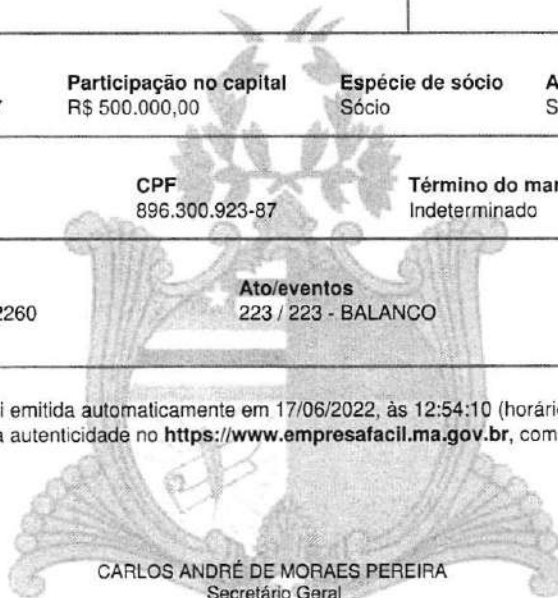 Participação no capital Espécie de sócio A
R$ 500.000,00 Sócio S
CPF Término do man
896.300.923-87 Indeterminado
Ato/eventos
2260 223 / 223 - BALANCO
i emitida automaticamente em 17/06/2022, às 12:54:10 (horári
a autenticidade no https://www.empresafacil.ma.gov.br, com
CARLOS ANDRÉ DE MORAES PEREIRA
Secretário Geral